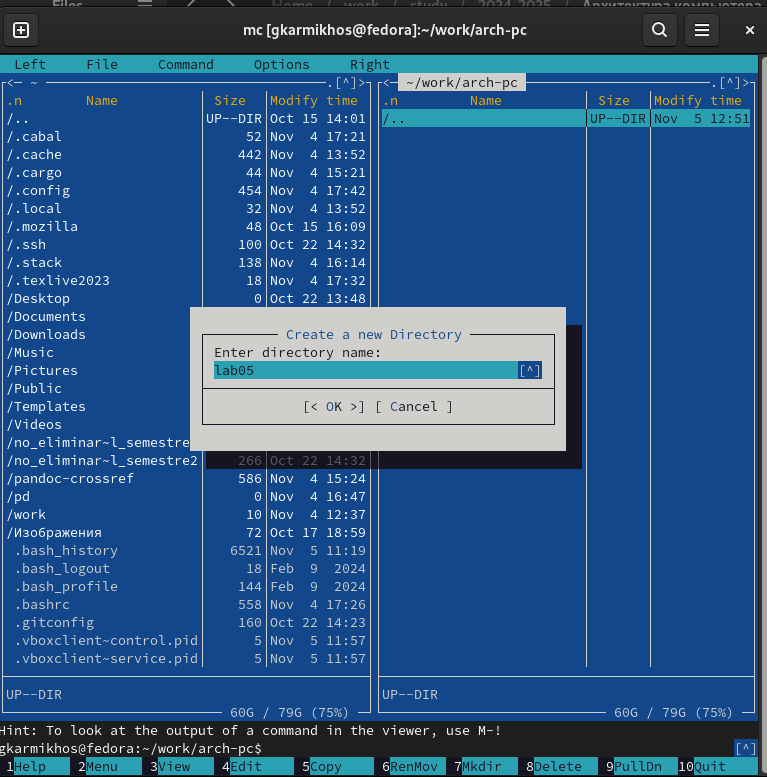 mc [gkarmikhos@fedora]:~/work/arch-pc
Left File Command Options Right
<─ ~ .[^]>
.n Name Size Modify time
/.. UP--DIR Oct 15 14:01
/.cabal 52 Nov 4 17:21
/.cache 442 Nov 4 13:52
/.cargo 44 Nov 4 15:21
/.config 454 Nov 4 17:42
/.local 32 Nov 4 13:52
/.mozilla 48 Oct 15 16:09
/.ssh 100 Oct 22 14:32
/.stack 138 Nov 4 16:14
/.texlive2023 18 Nov 4 17:32
/Desktop 0 Oct 22 13:48
/Documents
/Downloads
/Music
/Pictures
/Public
/Templates
/Videos
/no_eliminar~l_semestre
/no_eliminar~l_semestre2 266 Oct 22 14:32
/pandoc-crossref 586 Nov 4 15:24
/pd 0 Nov 4 16:47
/work 10 Nov 4 12:37
/Изображения 72 Oct 17 18:59
.bash_history 6521 Nov 5 11:19
.bash_logout 18 Feb 9 2024
.bash_profile 144 Feb 9 2024
.bashrc 558 Nov 4 17:26
.gitconfig 160 Oct 22 14:23
.vboxclient~control.pid 5 Nov 5 11:57
.vboxclient~service.pid 5 Nov 5 11:57
UP--DIR
60G / 79G (75%)
<─ ~/work/arch-pc .[^]>
.n Name Size Modify time
/.. UP--DIR Nov 5 12:51
UP--DIR
60G / 79G (75%)
Create a new Directory
Enter directory name:
lab05 [^]
[< OK >] [ Cancel ]
Hint: To look at the output of a command in the viewer, use M-!
gkarmikhos@fedora:~/work/arch-pc$ [^]
1Help 2Menu 3View 4Edit 5Copy 6RenMov 7Mkdir 8Delete 9PullDn 10Quit